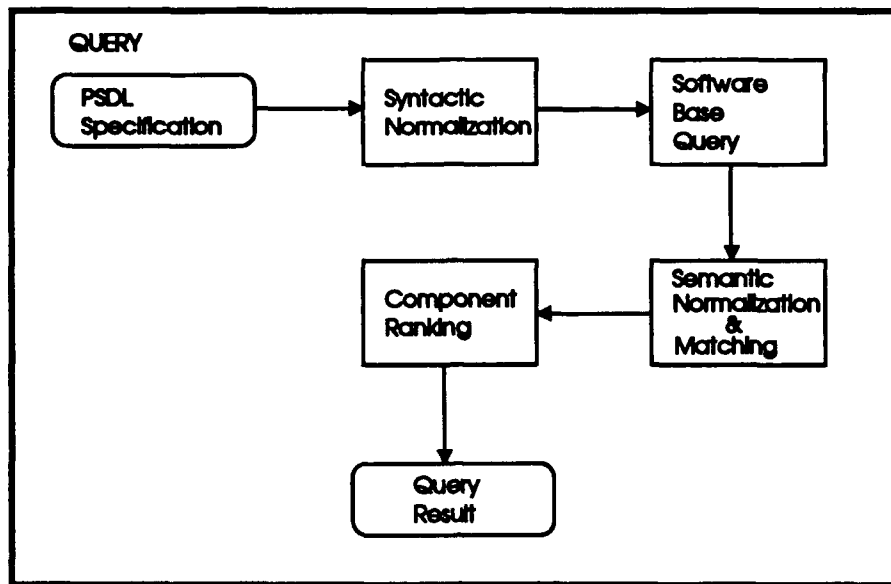 QUERY
PSDL
Specification
Syntactic
Normalization
Software
Base
Query
Semantic
Normalization
&
Matching
Component
Ranking
Query
Result